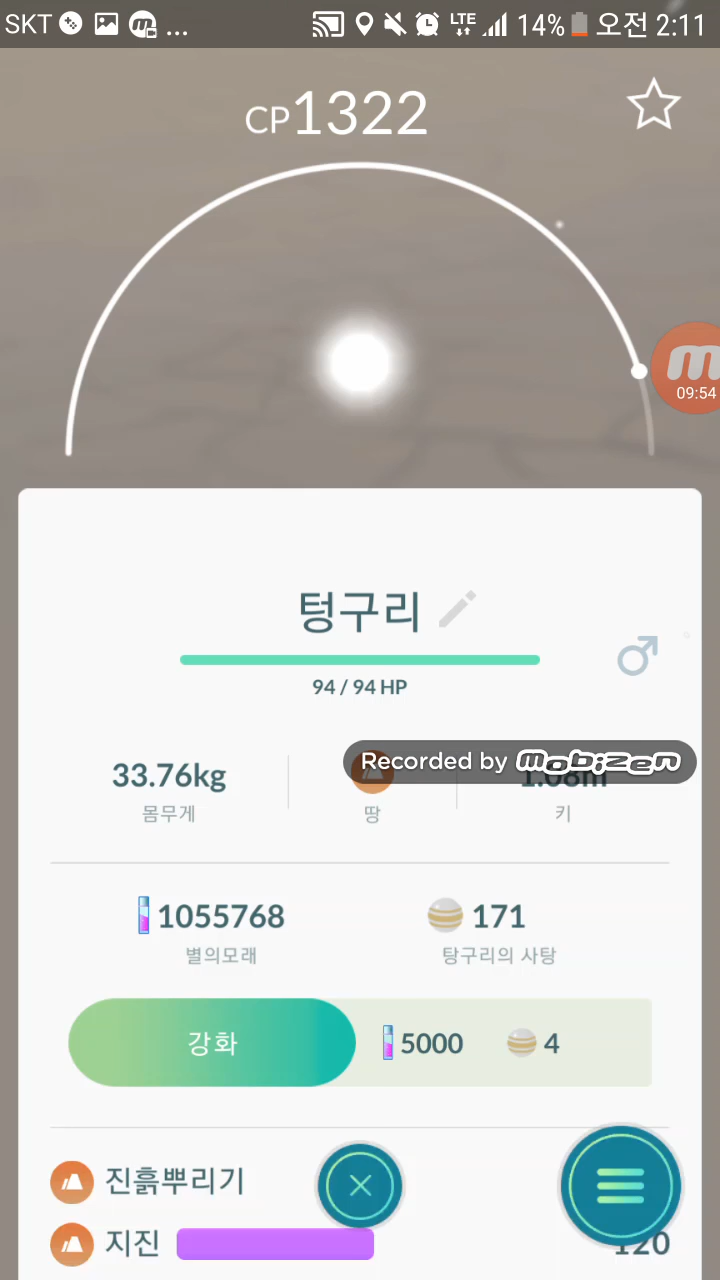 SKT ... LTE 14% 오전 2:11
CP1322
09:54
텅구리
94 / 94 HP
Recorded by mobizen
33.76kg 1.08m
몸무게 땅 키
1055768 171
별의모래 탕구리의 사탕
강화 5000 4
진흙뿌리기
지진 120